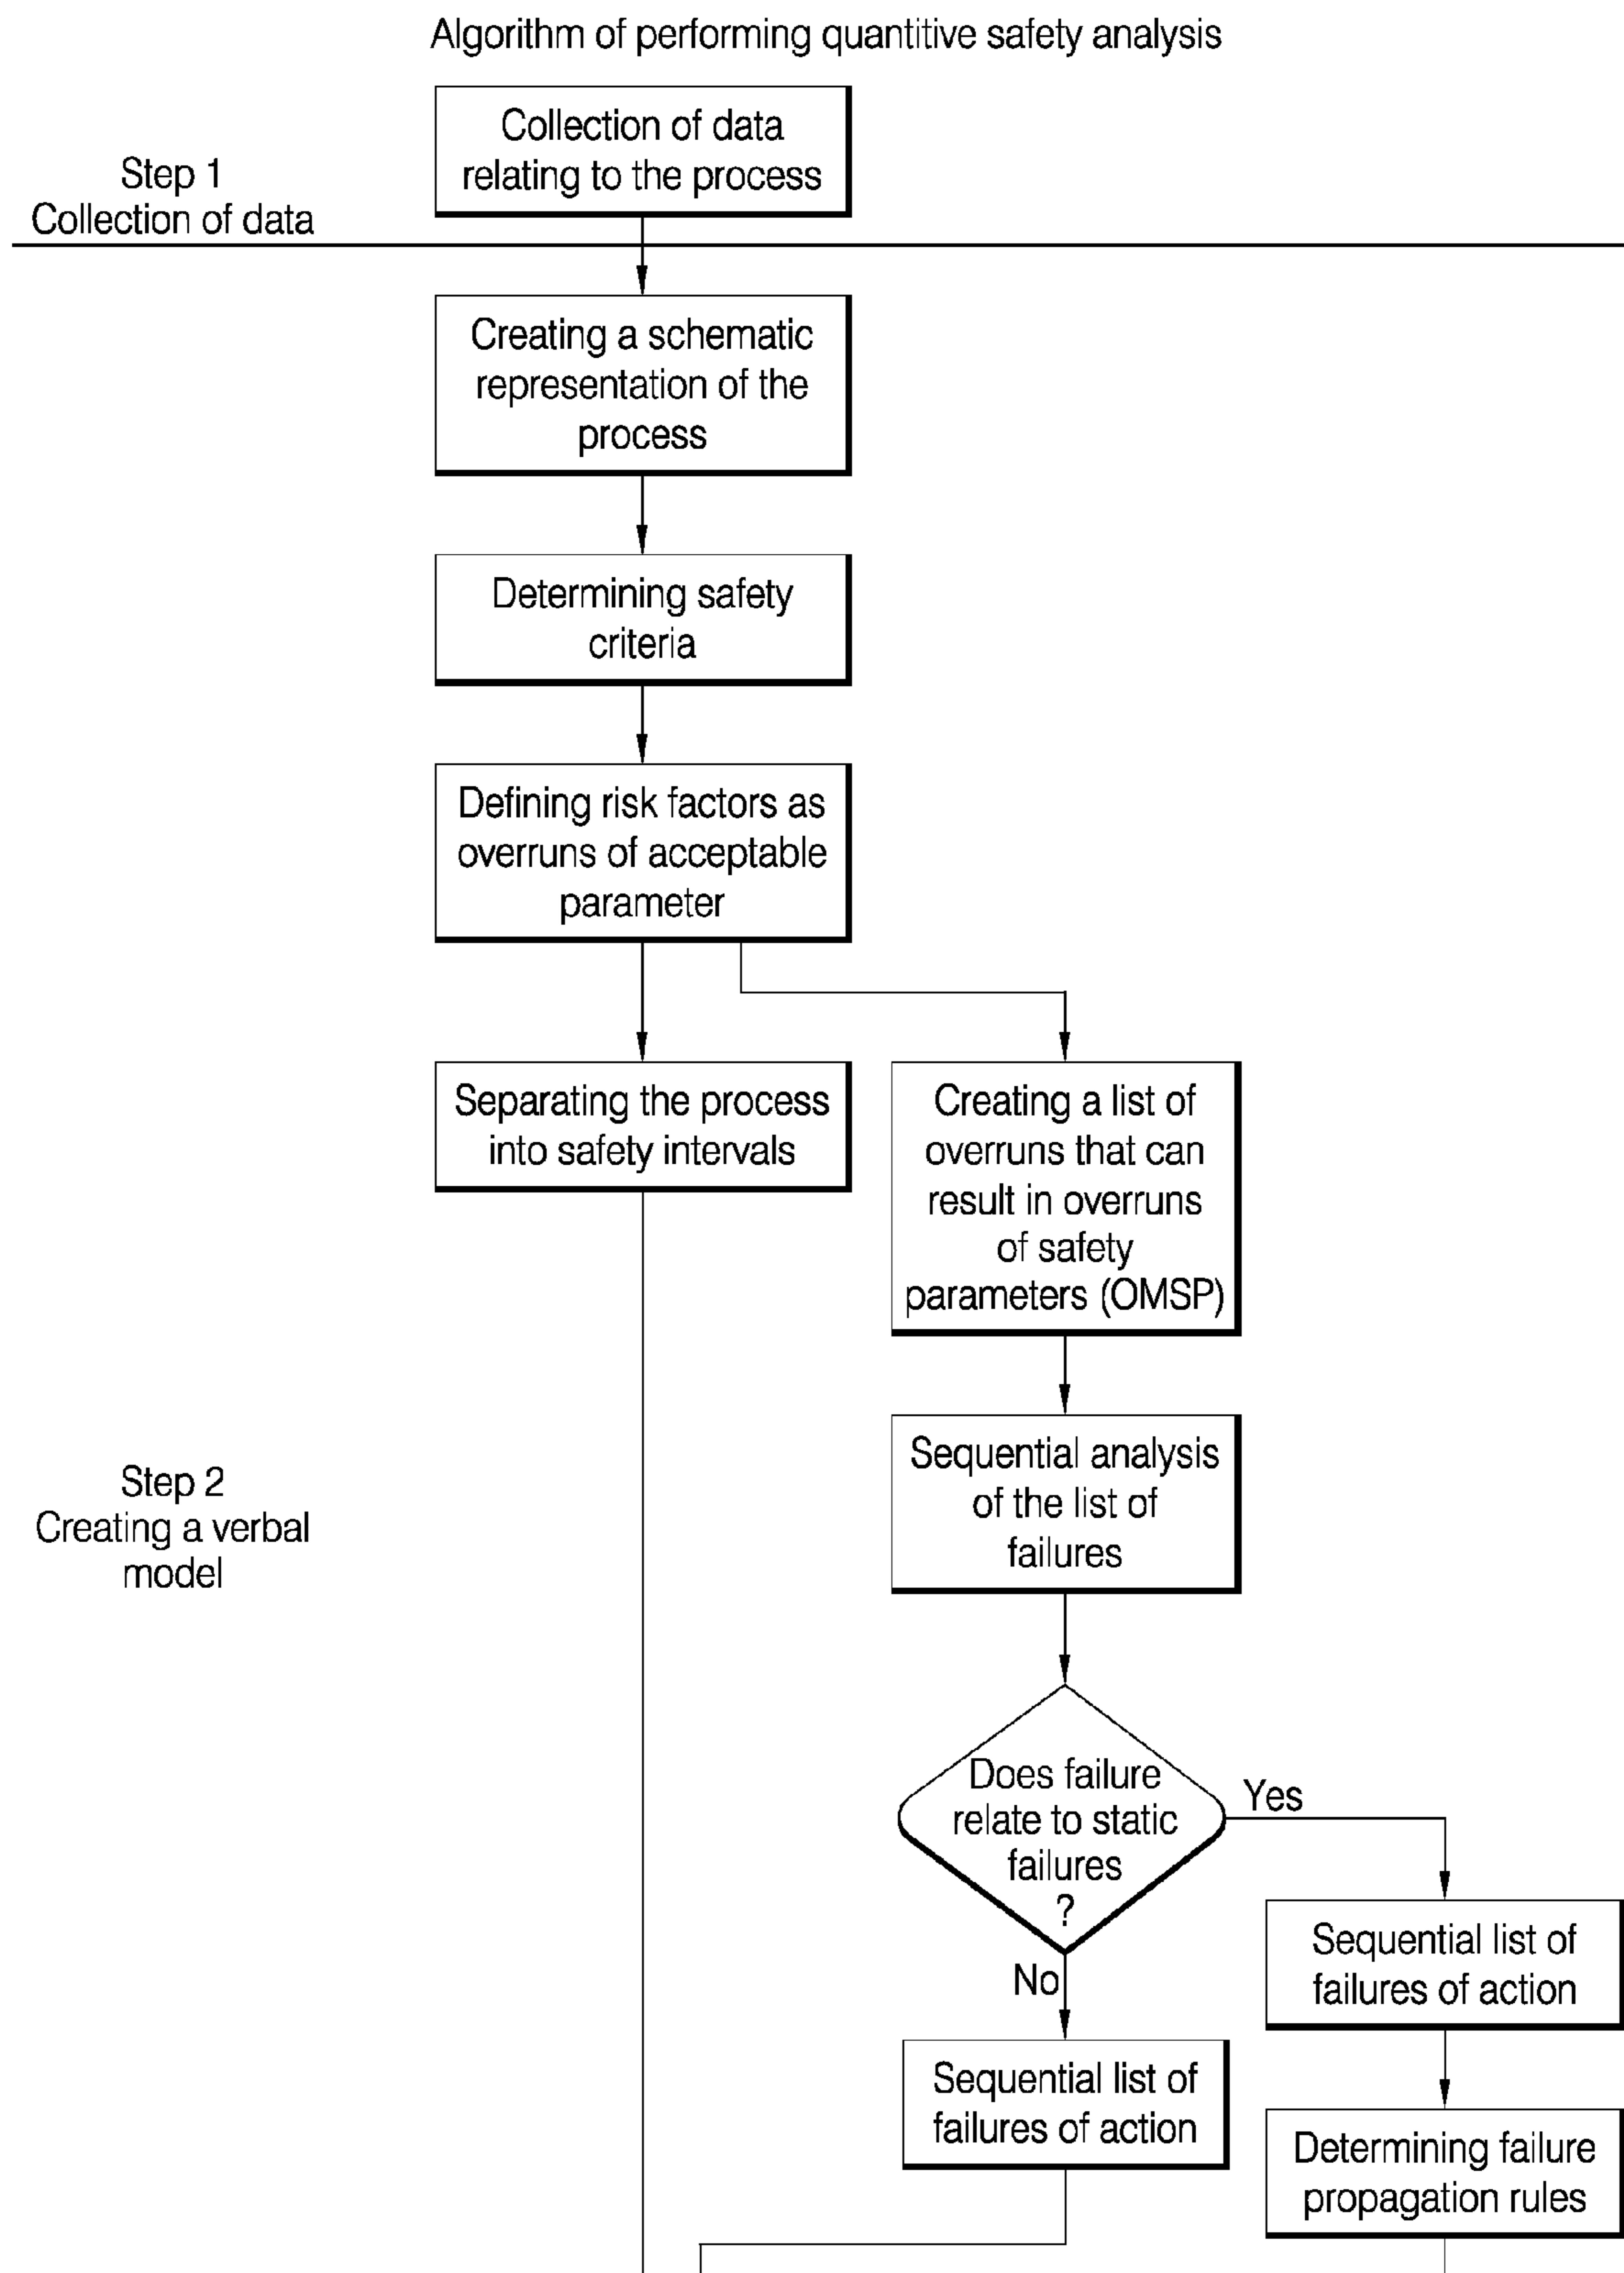 Algorithm of performing quantitive safety analysis
Collection of data
relating to the process
Step 1
Collection of data
Creating a schematic
representation of the
process
Determining safety
criteria
Defining risk factors as
overruns of acceptable
parameter
Separating the process
into safety intervals
Creating a list of
overruns that can
result in overruns
of safety
parameters (OMSP)
Sequential analysis
of the list of
failures
Step 2
Creating a verbal
model
Does failure
relate to static
failures
?
Yes
No
Sequential list of
failures of action
Sequential list of
failures of action
Determining failure
propagation rules